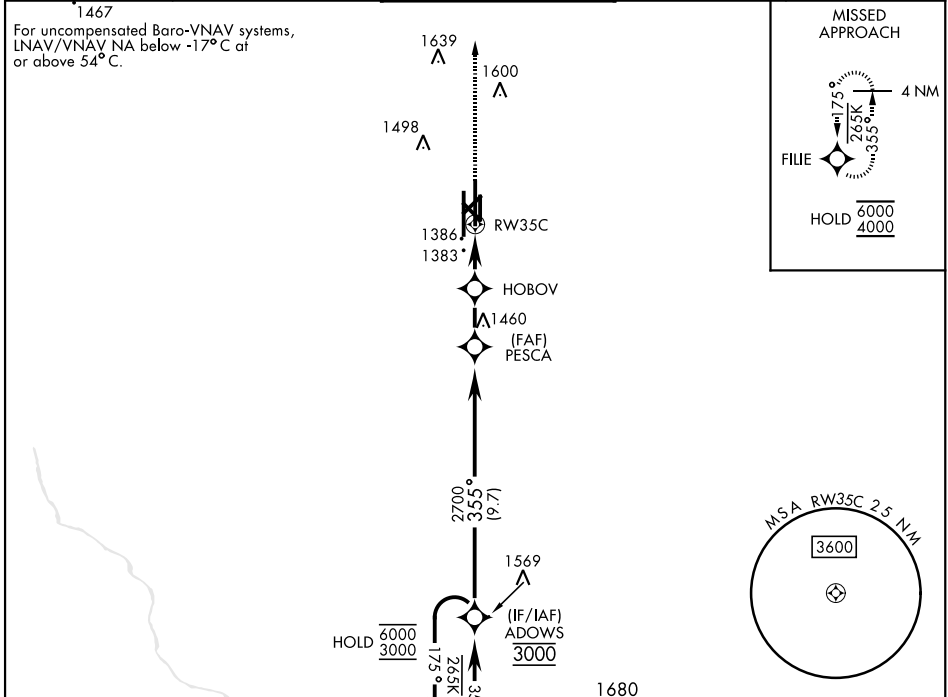 1467
For uncompensated Baro-VNAV systems,
LNAV/VNAV NA below -17°C at
or above 54°C.
1639
1600
1498
MISSED
APPROACH
175°
265K
355°
4 NM
FILIE
HOLD 6000
4000
RW35C
1386
1383
HOBOV
1460
(FAF)
PESCA
2700
355°
(9.7)
MSA RW35C 25 NM
3600
1569
(IF/IAF)
ADOWS
3000
HOLD 6000
3000
175°
265K
1680